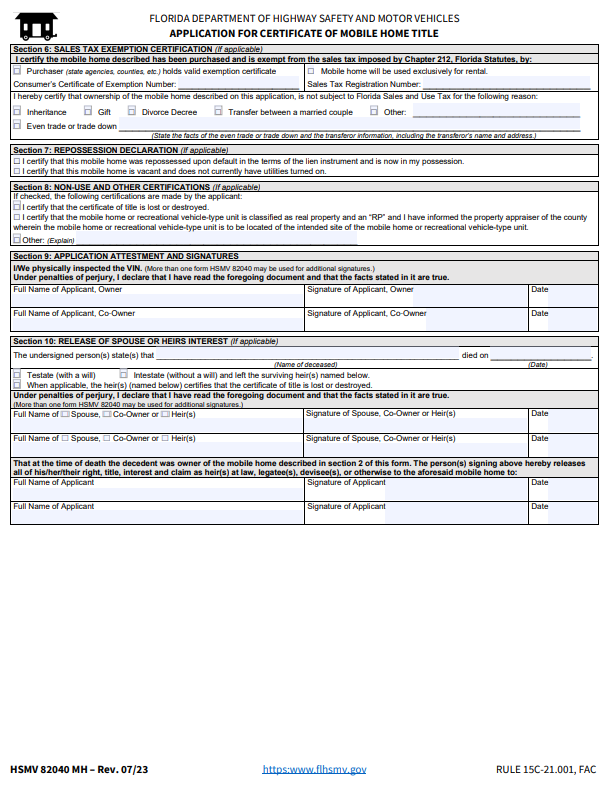 FLORIDA DEPARTMENT OF HIGHWAY SAFETY AND MOTOR VEHICLES
APPLICATION FOR CERTIFICATE OF MOBILE HOME TITLE
Section 6: SALES TAX EXEMPTION CERTIFICATION (If applicable)
I certify the mobile home described has been purchased and is exempt from the sales tax imposed by Chapter 212, Florida Statutes, by:
☐ Purchaser (state agencies, counties, etc.) holds valid exemption certificate
☐ Mobile home will be used exclusively for rental.
Consumer's Certificate of Exemption Number:
Sales Tax Registration Number:
I hereby certify that ownership of the mobile home described on this application, is not subject to Florida Sales and Use Tax for the following reason:
☐ Inheritance ☐ Gift ☐ Divorce Decree ☐ Transfer between a married couple ☐ Other:
☐ Even trade or trade down
(State the facts of the even trade or trade down and the transferor information, including the transferor's name and address.)
Section 7: REPOSSESSION DECLARATION (If applicable)
☐ I certify that this mobile home was repossessed upon default in the terms of the lien instrument and is now in my possession.
☐ I certify that this mobile home is vacant and does not currently have utilities turned on.
Section 8: NON-USE AND OTHER CERTIFICATIONS (If applicable)
If checked, the following certifications are made by the applicant:
☐ I certify that the certificate of title is lost or destroyed.
☐ I certify that the mobile home or recreational vehicle-type unit is classified as real property and an "RP" and I have informed the property appraiser of the county
wherein the mobile home or recreational vehicle-type unit is to be located of the intended site of the mobile home or recreational vehicle-type unit.
☐ Other: (Explain)
Section 9: APPLICATION ATTESTMENT AND SIGNATURES
I/We physically inspected the VIN. (More than one form HSMV 82040 may be used for additional signatures.)
Under penalties of perjury, I declare that I have read the foregoing document and that the facts stated in it are true.
Full Name of Applicant, Owner
Signature of Applicant, Owner
Date
Full Name of Applicant, Co-Owner
Signature of Applicant, Co-Owner
Date
Section 10: RELEASE OF SPOUSE OR HEIRS INTEREST (If applicable)
The undersigned person(s) state(s) that died on .
(Name of deceased) (Date)
☐ Testate (with a will) ☐ Intestate (without a will) and left the surviving heir(s) named below.
☐ When applicable, the heir(s) (named below) certifies that the certificate of title is lost or destroyed.
Under penalties of perjury, I declare that I have read the foregoing document and that the facts stated in it are true.
(More than one form HSMV 82040 may be used for additional signatures.)
Full Name of ☐ Spouse, ☐ Co-Owner or ☐ Heir(s)
Signature of Spouse, Co-Owner or Heir(s)
Date
Full Name of ☐ Spouse, ☐ Co-Owner or ☐ Heir(s)
Signature of Spouse, Co-Owner or Heir(s)
Date
That at the time of death the decedent was owner of the mobile home described in section 2 of this form. The person(s) signing above hereby releases
all of his/her/their right, title, interest and claim as heir(s) at law, legatee(s), devisee(s), or otherwise to the aforesaid mobile home to:
Full Name of Applicant
Signature of Applicant
Date
Full Name of Applicant
Signature of Applicant
Date
HSMV 82040 MH – Rev. 07/23
https:www.flhsmv.gov
RULE 15C-21.001, FAC